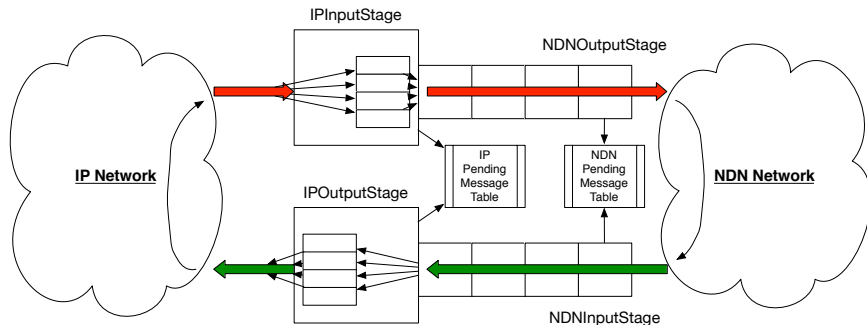 IPInputStage
NDNOutputStage
IP Network
IP
Pending
Message
Table
NDN
Pending
Message
Table
NDN Network
IPOutputStage
NDNInputStage